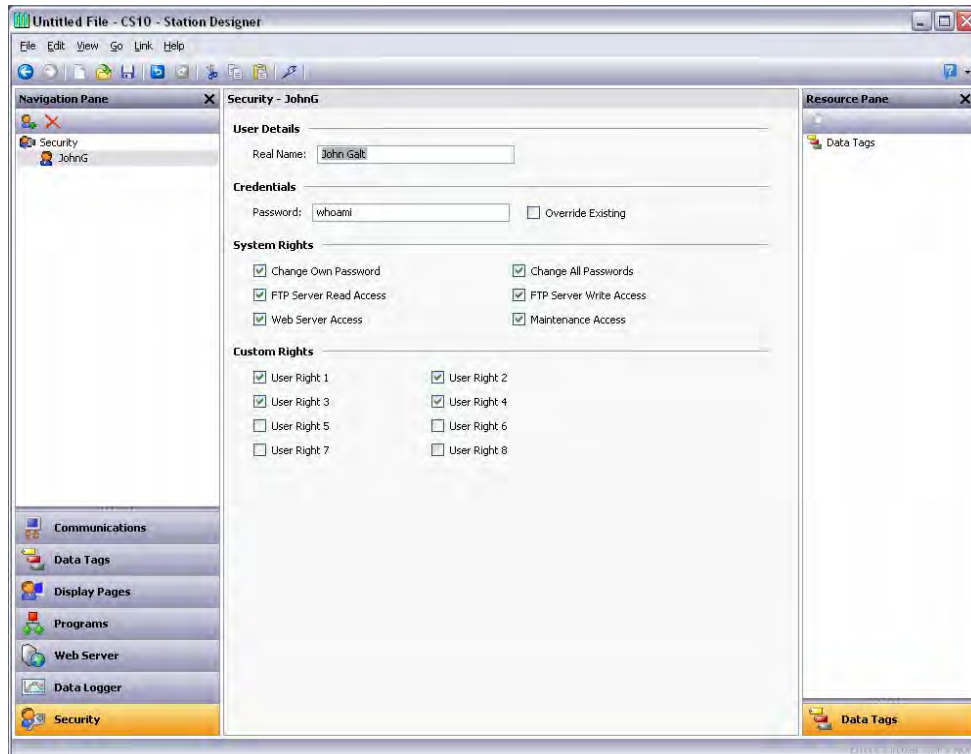 Untitled File - CS10 - Station Designer
File Edit View Go Link Help
Navigation Pane
Security - JohnG
Resource Pane
Security
JohnG
Data Tags
User Details
Real Name: John Galt
Credentials
Password: whoami Override Existing
System Rights
Change Own Password Change All Passwords
FTP Server Read Access FTP Server Write Access
Web Server Access Maintenance Access
Custom Rights
User Right 1 User Right 2
User Right 3 User Right 4
User Right 5 User Right 6
User Right 7 User Right 8
Communications
Data Tags
Display Pages
Programs
Web Server
Data Logger
Security
Data Tags